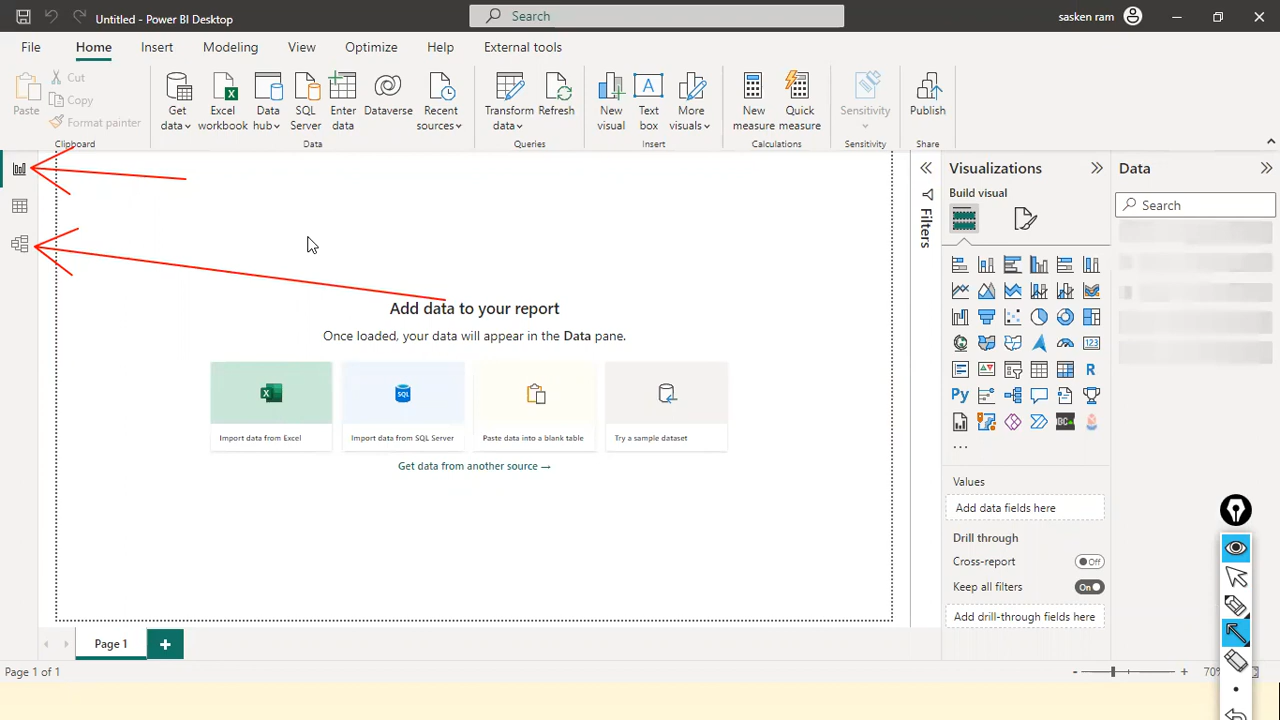 Untitled - Power BI Desktop
Search
sasken ram
File Home Insert Modeling View Optimize Help External tools
Paste
Cut
Copy
Format painter
Clipboard
Get data
Excel workbook
Data hub
SQL Server
Enter data
Dataverse
Recent sources
Data
Transform data
Refresh
Queries
New visual
Text box
More visuals
Insert
New measure
Quick measure
Calculations
Sensitivity
Sensitivity
Publish
Share
Filters
Visualizations
Build visual
Data
Search
Add data to your report
Once loaded, your data will appear in the Data pane.
SQL
Import data from Excel
Import data from SQL Server
Paste data into a blank table
Try a sample dataset
Get data from another source →
123
R
Py
Values
Add data fields here
Drill through
Cross-report Off
Keep all filters On
Add drill-through fields here
Page 1
Page 1 of 1